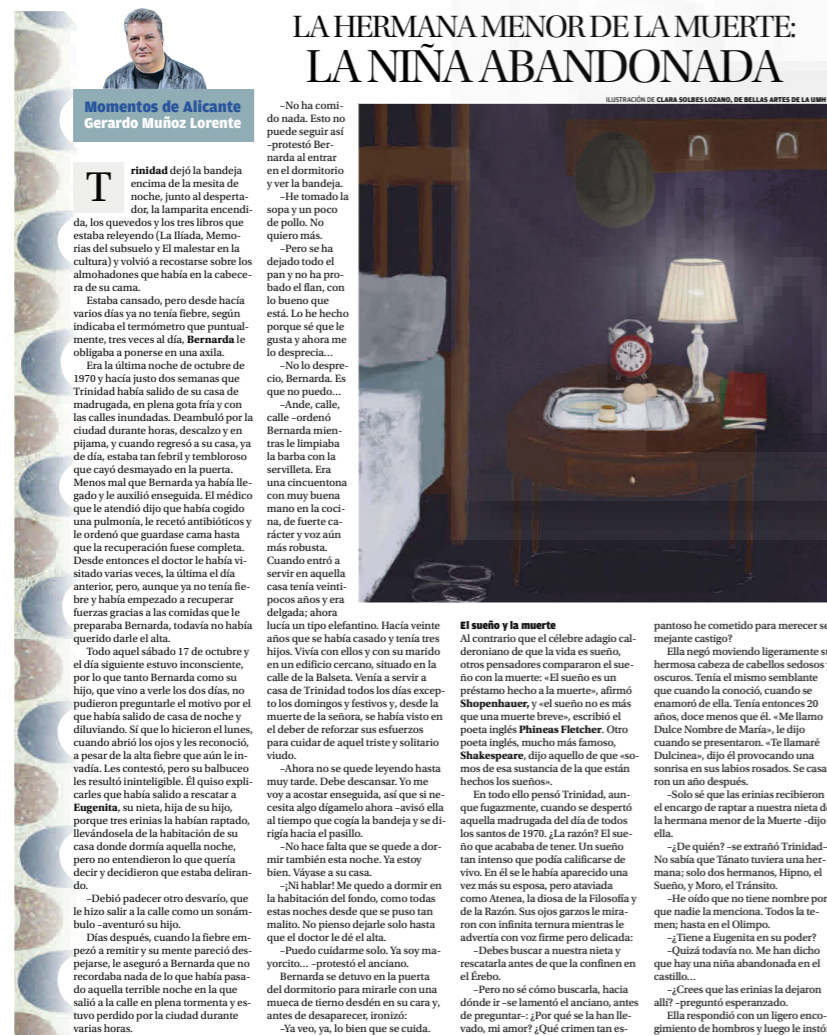 LA HERMANA MENOR DE LA MUERTE:
LA NIÑA ABANDONADA
ILUSTRACIÓN DE CLARA SOLBES LOZANO, DE BELLAS ARTES DE LA UMH
Momentos de Alicante
Gerardo Muñoz Lorente
Trinidad dejó la bandeja
encima de la mesita de
noche, junto al desperta-
dor, la lamparita encendi-
da, los quevedos y los tres libros que
estaba releyendo (La Ilíada, Memo-
rias del subsuelo y El malestar en la
cultura) y volvió a recostarse sobre los
almohadones que había en la cabece-
ra de su cama.
Estaba cansado, pero desde hacía
varios días ya no tenía fiebre, según
indicaba el termómetro que puntual-
mente, tres veces al día, Bernarda le
obligaba a ponerse en una axila.
Era la última noche de octubre de
1970 y hacía justo dos semanas que
Trinidad había salido de su casa de
madrugada, en plena gota fría y con
las calles inundadas. Deambuló por la
ciudad durante horas, descalzo y en
pijama, y cuando regresó a su casa, ya
de día, estaba tan febril y tembloroso
que cayó desmayado en la puerta.
Menos mal que Bernarda ya había lle-
gado y le auxilió enseguida. El médico
que le atendió dijo que había cogido
una pulmonía, le recetó antibióticos y
le ordenó que guardase cama hasta
que la recuperación fuese completa.
Desde entonces el doctor le había vi-
sitado varias veces, la última el día
anterior, pero, aunque ya no tenía fie-
bre y había empezado a recuperar
fuerzas gracias a las comidas que le
preparaba Bernarda, todavía no había
querido darle el alta.
Todo aquel sábado 17 de octubre y
el día siguiente estuvo inconsciente,
por lo que tanto Bernarda como su
hijo, que vino a verle los dos días, no
pudieron preguntarle el motivo por el
que había salido de casa de noche y
diluviando. Sí que lo hicieron el lunes,
cuando abrió los ojos y les reconoció,
a pesar de la alta fiebre que aún le in-
vadía. Les contestó, pero su balbuceo
les resultó ininteligible. Él quiso expli-
carles que había salido a rescatar a
Eugenita, su nieta, hija de su hijo,
porque tres erinias la habían raptado,
llevándosela de la habitación de su
casa donde dormía aquella noche,
pero no entendieron lo que quería
decir y decidieron que estaba deliran-
do.
–Debió padecer otro desvarío, que
le hizo salir a la calle como un sonám-
bulo –aventuró su hijo.
Días después, cuando la fiebre em-
pezó a remitir y su mente pareció des-
pejarse, le aseguró a Bernarda que no
recordaba nada de lo que había pasa-
do aquella terrible noche en la que
salió a la calle en plena tormenta y es-
tuvo perdido por la ciudad durante
varias horas.
–No ha comi-
do nada. Esto no
puede seguir así
–protestó Ber-
narda al entrar
en el dormitorio
y ver la bandeja.
–He tomado la
sopa y un poco
de pollo. No
quiero más.
–Pero se ha
dejado todo el
pan y no ha pro-
bado el flan, con
lo bueno que
está. Lo he hecho
porque sé que le
gusta y ahora me
lo desprecia...
–No lo despre-
cio, Bernarda. Es
que no puedo...
–Ande, calle,
calle –ordenó
Bernarda mien-
tras le limpiaba
la barba con la
servilleta. Era
una cincuentona
con muy buena
mano en la coci-
na, de fuerte ca-
rácter y voz aún
más robusta.
Cuando entró a
servir en aquella
casa tenía veinti-
pocos años y era
delgada; ahora
lucía un tipo elefantino. Hacía veinte
años que se había casado y tenía tres
hijos. Vivía con ellos y con su marido
en un edificio cercano, situado en la
calle de la Balseta. Venía a servir a
casa de Trinidad todos los días excep-
to los domingos y festivos y, desde la
muerte de la señora, se había visto en
el deber de reforzar sus esfuerzos
para cuidar de aquel triste y solitario
viudo.
–Ahora no se quede leyendo hasta
muy tarde. Debe descansar. Yo me
voy a acostar enseguida, así que si ne-
cesita algo dígamelo ahora –avisó ella
al tiempo que cogía la bandeja y se di-
rigía hacia el pasillo.
–No hace falta que se quede a dor-
mir también esta noche. Ya estoy
bien. Váyase a su casa.
–¡Ni hablar! Me quedo a dormir en
la habitación del fondo, como todas
estas noches desde que se puso tan
malito. No pienso dejarle solo hasta
que el doctor le dé el alta.
–Puedo cuidarme solo. Ya soy ma-
yorcito... –protestó el anciano.
Bernarda se detuvo en la puerta
del dormitorio para mirarle con una
mueca de tierno desdén en su cara y,
antes de desaparecer, ironizó:
–Ya veo, ya, lo bien que se cuida.
El sueño y la muerte
Al contrario que el célebre adagio cal-
deroniano de que la vida es sueño,
otros pensadores compararon el sue-
ño con la muerte: «El sueño es un
préstamo hecho a la muerte», afirmó
Shopenhauer, y «el sueño no es más
que una muerte breve», escribió el
poeta inglés Phineas Fletcher. Otro
poeta inglés, mucho más famoso,
Shakespeare, dijo aquello de que «so-
mos de esa sustancia de la que están
hechos los sueños».
En todo ello pensó Trinidad, aun-
que fugazmente, cuando se despertó
aquella madrugada del día de todos
los santos de 1970. ¿La razón? El sue-
ño que acababa de tener. Un sueño
tan intenso que podía calificarse de
vivo. En él se le había aparecido una
vez más su esposa, pero ataviada
como Atenea, la diosa de la Filosofía y
de la Razón. Sus ojos garzos le mira-
ron con infinita ternura mientras le
advertía con voz firme pero delicada:
–Debes buscar a nuestra nieta y
rescatarla antes de que la confinen en
el Érebo.
–Pero no sé cómo buscarla, hacia
dónde ir –se lamentó el anciano, antes
de preguntar–: ¿Por qué se la han lle-
vado, mi amor? ¿Qué crimen tan es-
pantoso he cometido para merecer se
mejante castigo?
Ella negó moviendo ligeramente su
hermosa cabeza de cabellos sedosos y
oscuros. Tenía el mismo semblante
que cuando la conoció, cuando se
enamoró de ella. Tenía entonces 20
años, doce menos que él. «Me llamo
Dulce Nombre de María», le dijo
cuando se presentaron. «Te llamaré
Dulcinea», dijo él provocando una
sonrisa en sus labios rosados. Se casa
ron un año después.
–Solo sé que las erinias recibieron
el encargo de raptar a nuestra nieta de
la hermana menor de la Muerte -dijo
ella.
–¿De quién? –se extrañó Trinidad–
No sabía que Tánato tuviera una her-
mana; solo dos hermanos, Hipno, el
Sueño, y Moro, el Tránsito.
–He oído que no tiene nombre por
que nadie la menciona. Todos la te-
men; hasta en el Olimpo.
–¿Tiene a Eugenita en su poder?
–Quizá todavía no. Me han dicho
que hay una niña abandonada en el
castillo...
–¿Crees que las erinias la dejaron
allí? –preguntó esperanzado.
Ella respondió con un ligero enco-
gimiento de hombros y luego le instó